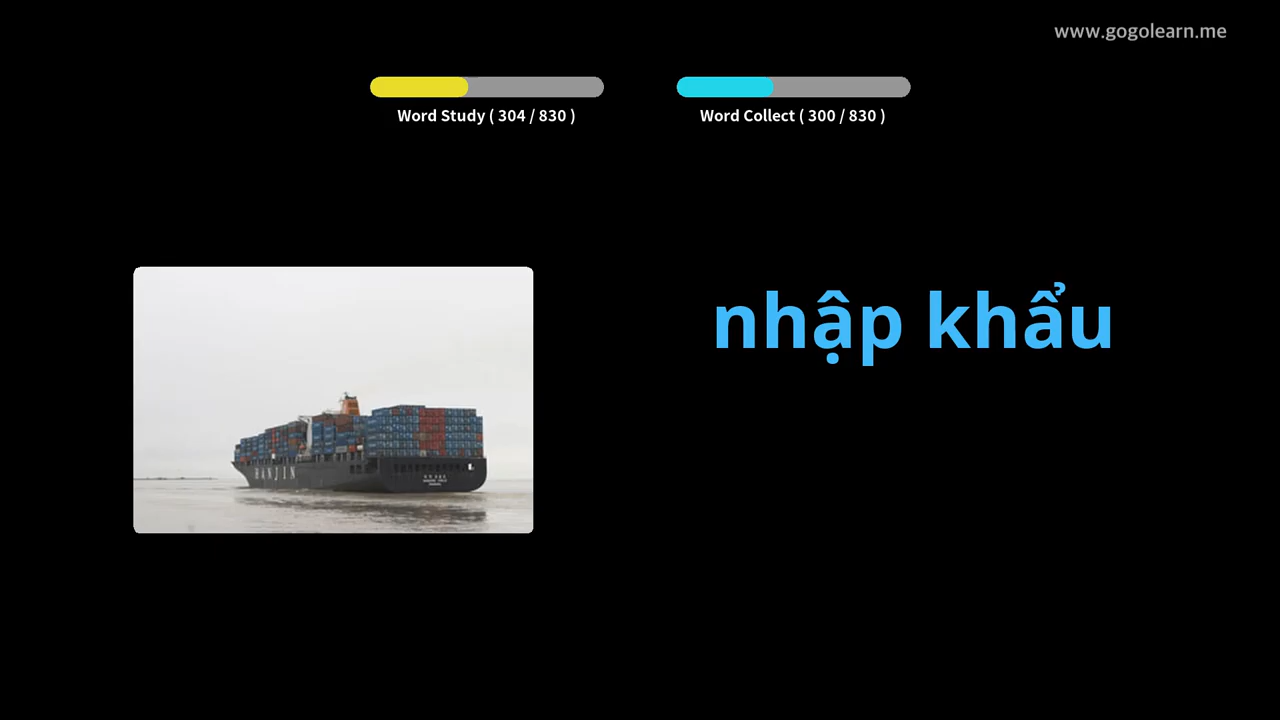 www.gogolearn.me
Word Study ( 304 / 830 )
Word Collect ( 300 / 830 )
nhập khẩu
HANJIN